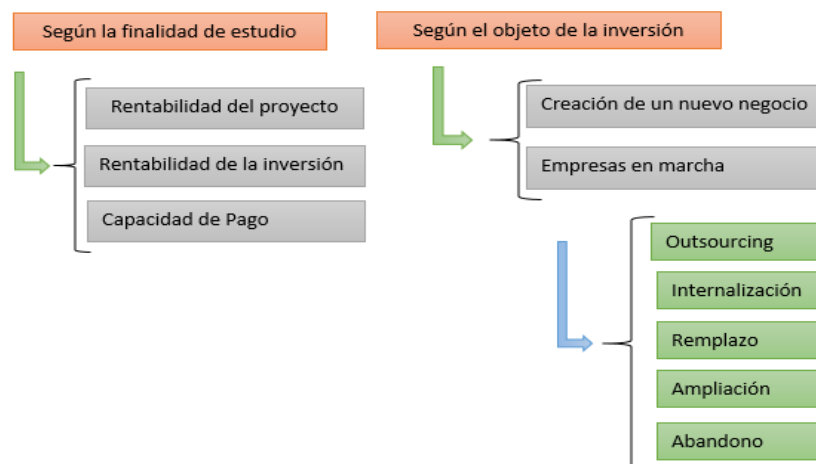 Según la finalidad de estudio
Rentabilidad del proyecto
Rentabilidad de la inversión
Capacidad de Pago
Según el objeto de la inversión
Creación de un nuevo negocio
Empresas en marcha
Outsourcing
Internalización
Remplazo
Ampliación
Abandono